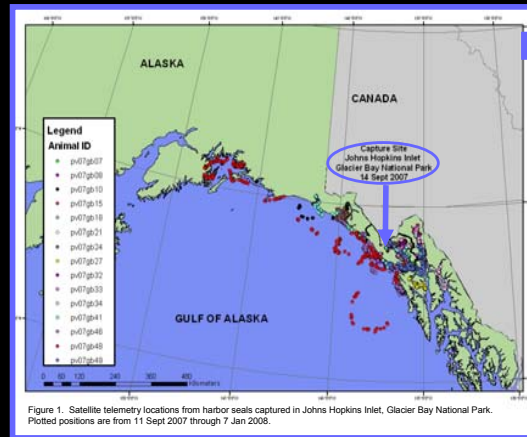 ALASKA
CANADA
Capture Site
Johns Hopkins Inlet
Glacier Bay National Park
14 Sept 2007
Legend
Animal ID
pv07gb07
pv07gb08
pv07gb10
pv07gb15
pv07gb18
pv07gb21
pv07gb24
pv07gb27
pv07gb32
pv07gb33
pv07gb34
pv07gb41
pv07gb46
pv07gb48
pv07gb49
GULF OF ALASKA
0 60 120 240 360 480
Kilometers
Figure 1. Satellite telemetry locations from harbor seals captured in Johns Hopkins Inlet, Glacier Bay National Park.
Plotted positions are from 11 Sept 2007 through 7 Jan 2008.